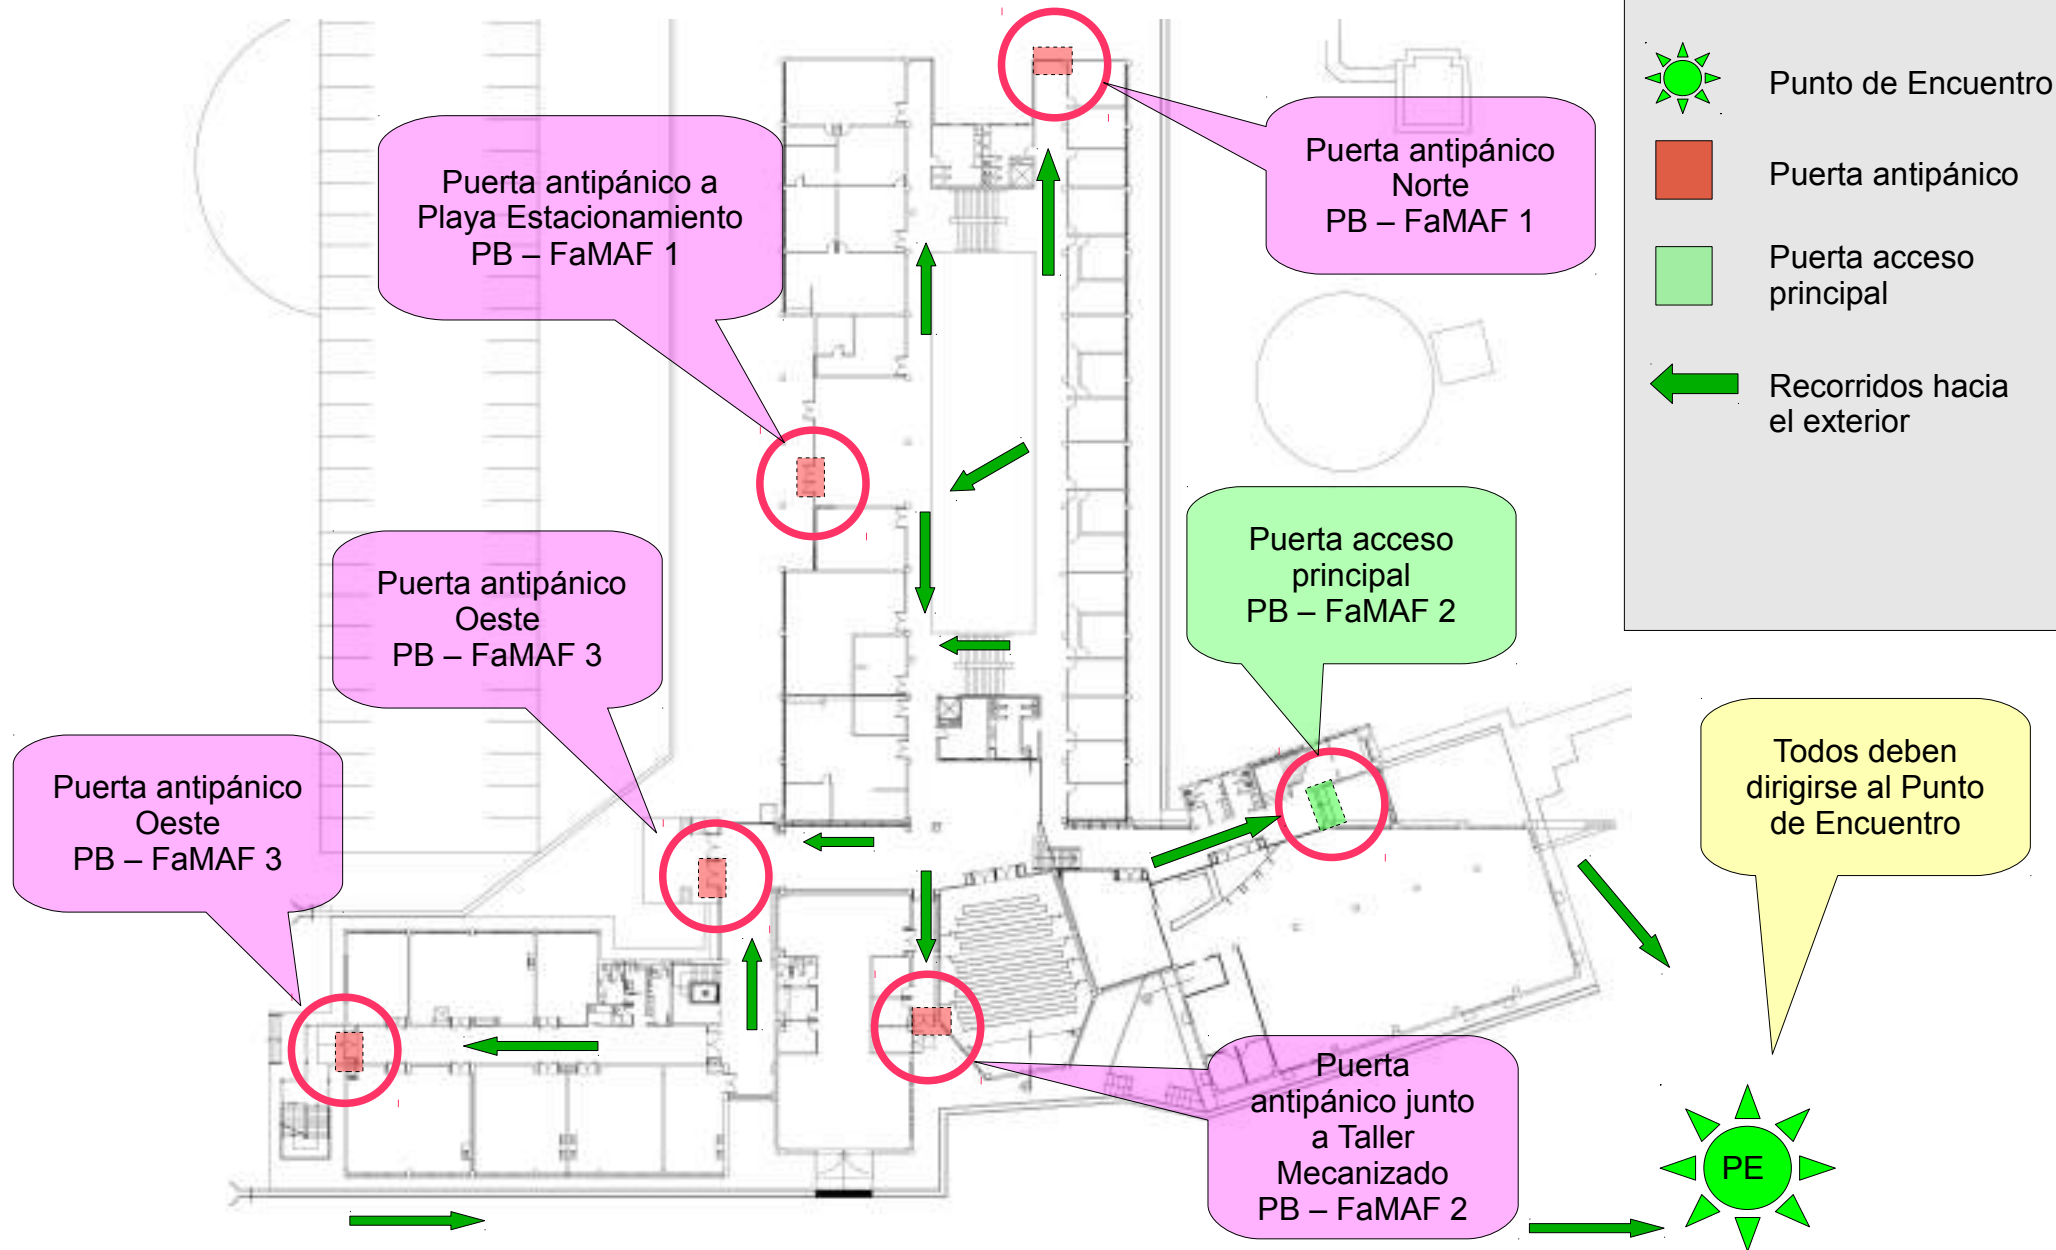 Punto de Encuentro
Puerta antipánico
Puerta acceso
principal
Recorridos hacia
el exterior
Puerta antipánico
Norte
PB – FaMAF 1
Puerta antipánico a
Playa Estacionamiento
PB – FaMAF 1
Puerta antipánico
Oeste
PB – FaMAF 3
Puerta acceso
principal
PB – FaMAF 2
Puerta antipánico
Oeste
PB – FaMAF 3
Todos deben
dirigirse al Punto
de Encuentro
Puerta
antipánico junto
a Taller
Mecanizado
PB – FaMAF 2
PE